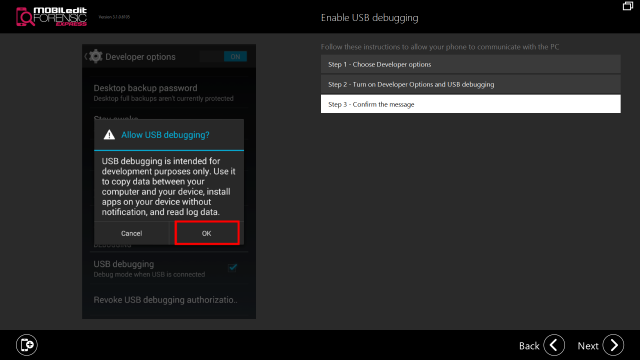 MOBILedit
FORENSIC
EXPRESS
Enable USB debugging
Follow these instructions to allow your phone to communicate with the PC
Step 1 - Choose Developer options
Step 2 - Turn on Developer Options and USB debugging
Step 3 - Confirm the message
Developer options
ON
Desktop backup password
Desktop full backups aren't currently protected
Stay awake
Allow USB debugging?
USB debugging is intended for
development purposes only. Use it
to copy data between your
computer and your device, install
apps on your device without
notification, and read log data.
Cancel
OK
USB debugging
Debug mode when USB is connected
Revoke USB debugging authorizatio..
Back
Next